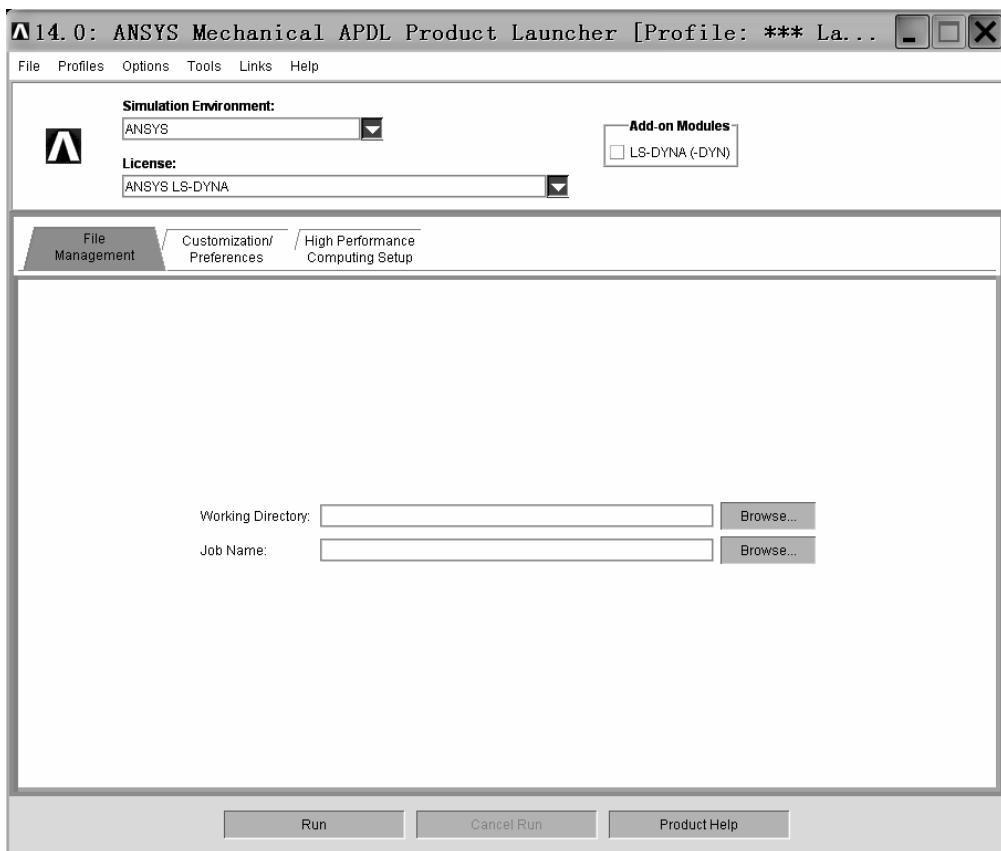 14.0: ANSYS Mechanical APDL Product Launcher [Profile: *** La...
File Profiles Options Tools Links Help
Simulation Environment:
ANSYS
Add-on Modules
LS-DYNA (-DYN)
License:
ANSYS LS-DYNA
File
Management
Customization/
Preferences
High Performance
Computing Setup
Working Directory:
Browse...
Job Name:
Browse...
Run
Cancel Run
Product Help